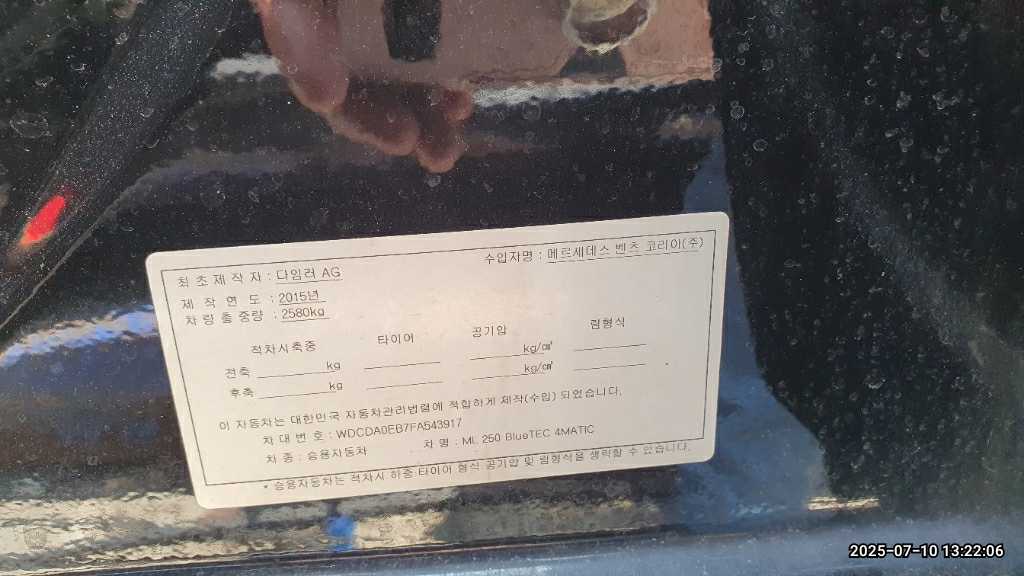 최초제작자 : 다임러 AG 수입자명 : 메르세데스 벤츠 코리아(주)
제 작 연 도 : 2015년
차 량 총 중 량 : 2580kg
적차시축중 타이어 공기압 림형식
전축 kg kg/㎠
후축 kg kg/㎠
이 자동차는 대한민국 자동차관리법령에 적합하게 제작(수입) 되었습니다.
차 대 번 호 : WDCDA0EB7FA543917
차 종 : 승용자동차 차 명 : ML 250 BlueTEC 4MATIC
* 승용자동차는 적차시 하중 타이어 형식 공기압 및 림형식을 생략할 수 있습니다.
2025-07-10 13:22:06